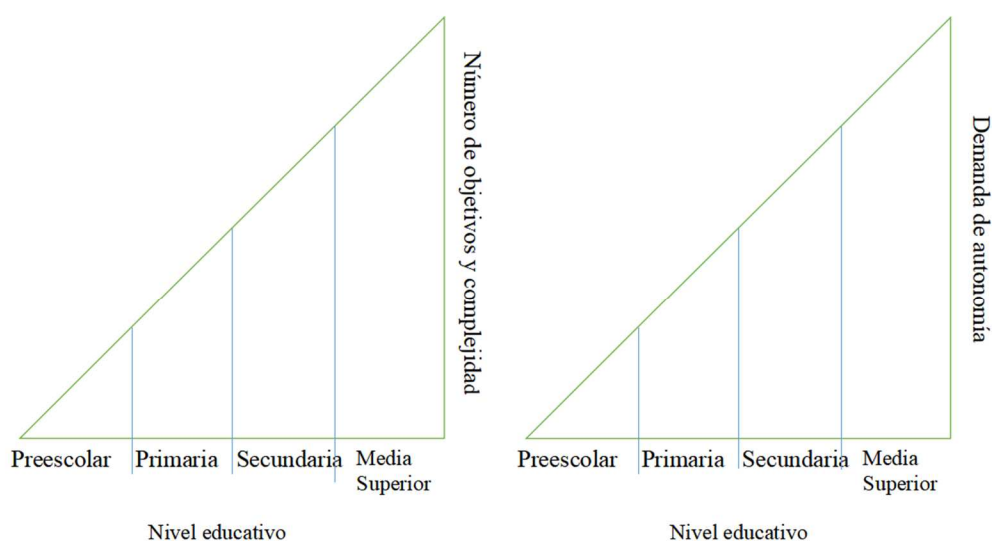 Número de objetivos y complejidad
Preescolar
Primaria
Secundaria
Media
Superior
Nivel educativo
Demanda de autonomía
Preescolar
Primaria
Secundaria
Media
Superior
Nivel educativo